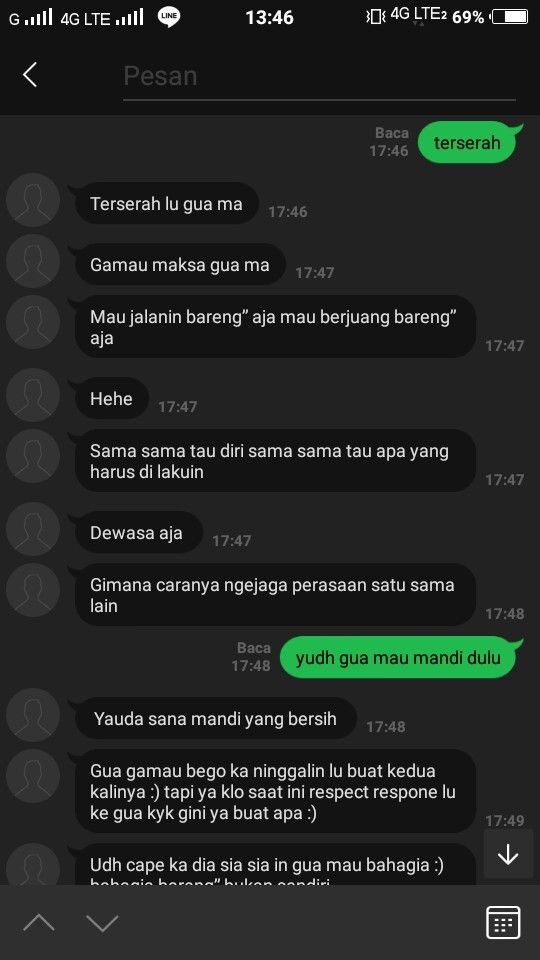 G 4G LTE LINE 13:46 4G LTE2 69%
Pesan
Baca
17:46
terserah
Terserah lu gua ma
17:46
Gamau maksa gua ma
17:47
Mau jalanin bareng” aja mau berjuang bareng”
aja
17:47
Hehe
17:47
Sama sama tau diri sama sama tau apa yang
harus di lakuin
17:47
Dewasa aja
17:47
Gimana caranya ngejaga perasaan satu sama
lain
17:48
Baca
17:48
yudh gua mau mandi dulu
Yauda sana mandi yang bersih
17:48
Gua gamau bego ka ninggalin lu buat kedua
kalinya :) tapi ya klo saat ini respect respone lu
ke gua kyk gini ya buat apa :)
17:49
Udh cape ka dia sia sia in gua mau bahagia :)
bahagia bareng” bukan sendiri